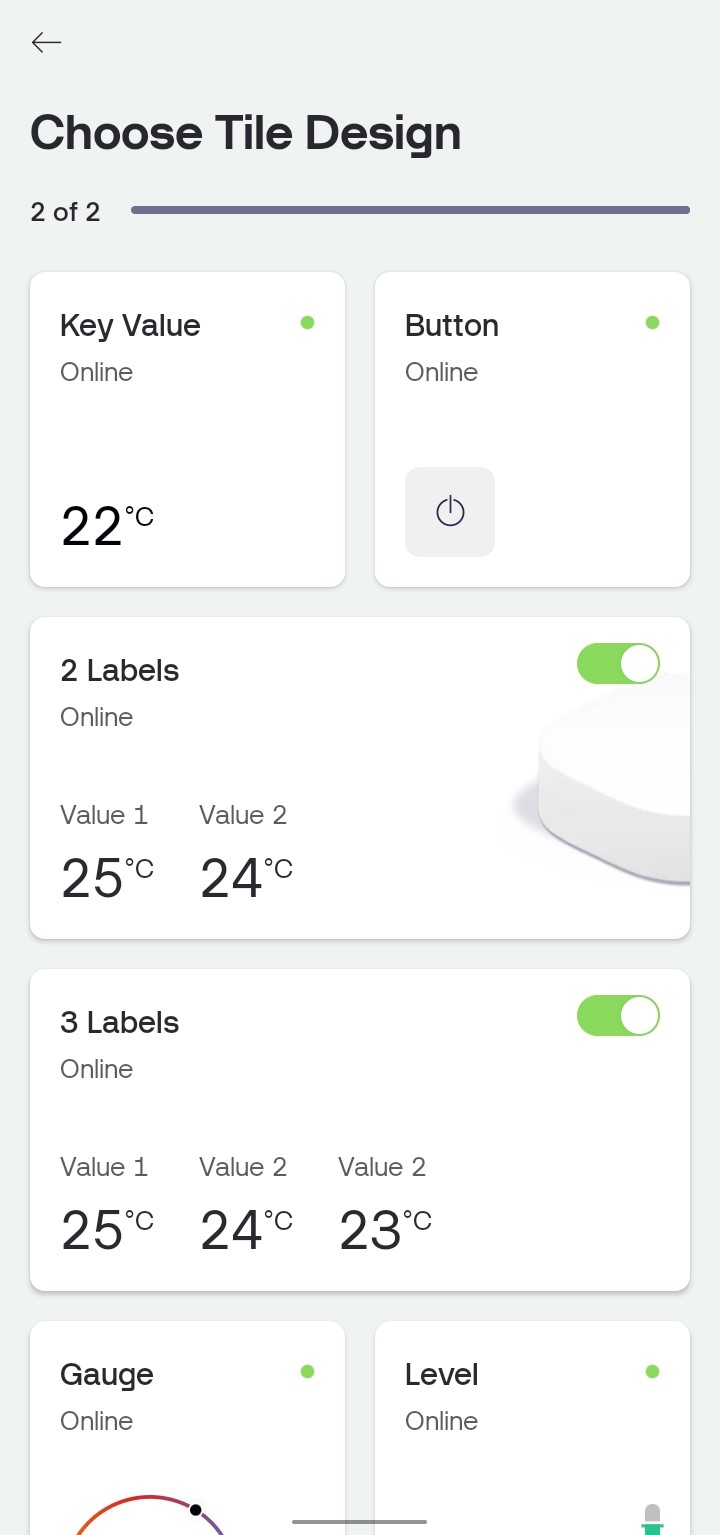 Choose Tile Design
2 of 2
Key Value
Online
22°C
Button
Online
2 Labels
Online
Value 1 Value 2
25°C 24°C
3 Labels
Online
Value 1 Value 2 Value 2
25°C 24°C 23°C
Gauge
Online
Level
Online